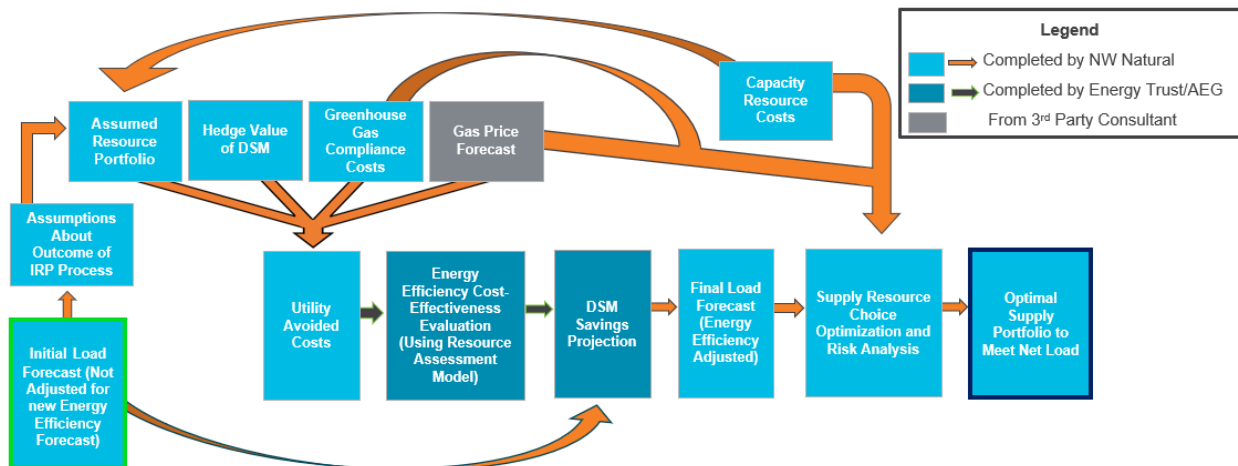 Legend
Completed by NW Natural
Completed by Energy Trust/AEG
From 3rd Party Consultant
Capacity
Resource
Costs
Assumed
Resource
Portfolio
Hedge Value
of DSM
Greenhouse
Gas
Compliance
Costs
Gas Price
Forecast
Assumptions
About
Outcome of
IRP Process
Initial Load
Forecast (Not
Adjusted for
new Energy
Efficiency
Forecast)
Utility
Avoided
Costs
Energy
Efficiency Cost-
Effectiveness
Evaluation
(Using Resource
Assessment
Model)
DSM
Savings
Projection
Final Load
Forecast
(Energy
Efficiency
Adjusted)
Supply Resource
Choice
Optimization and
Risk Analysis
Optimal
Supply
Portfolio to
Meet Net Load